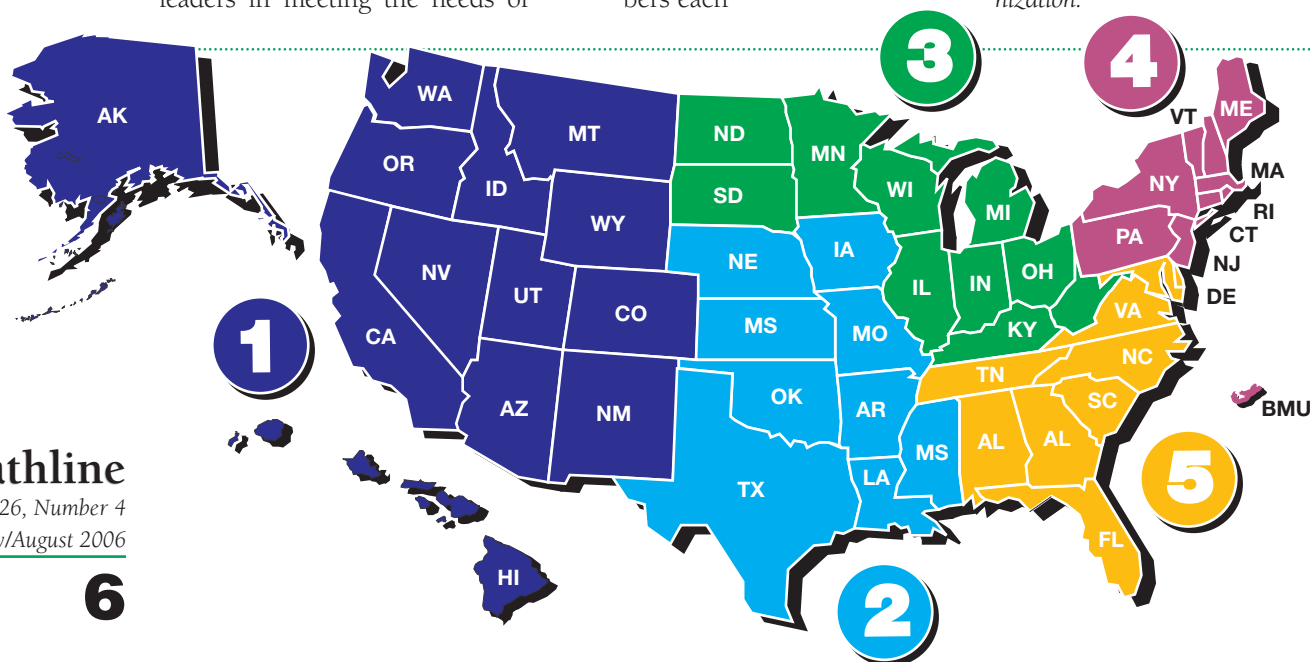 leaders in meeting the needs of
bers each
nization.
3
4
AK
WA
MT
ND
MN
VT
ME
OR
ID
SD
WI
MI
NY
MA
RI
WY
PA
CT
NV
NE
IA
OH
NJ
UT
CO
IL
IN
DE
1
CA
MS
MO
KY
VA
NC
TN
AZ
NM
OK
AR
SC
BMU
AL
AL
MS
TX
LA
5
FL
HI
2
athline
26, Number 4
y/August 2006
6